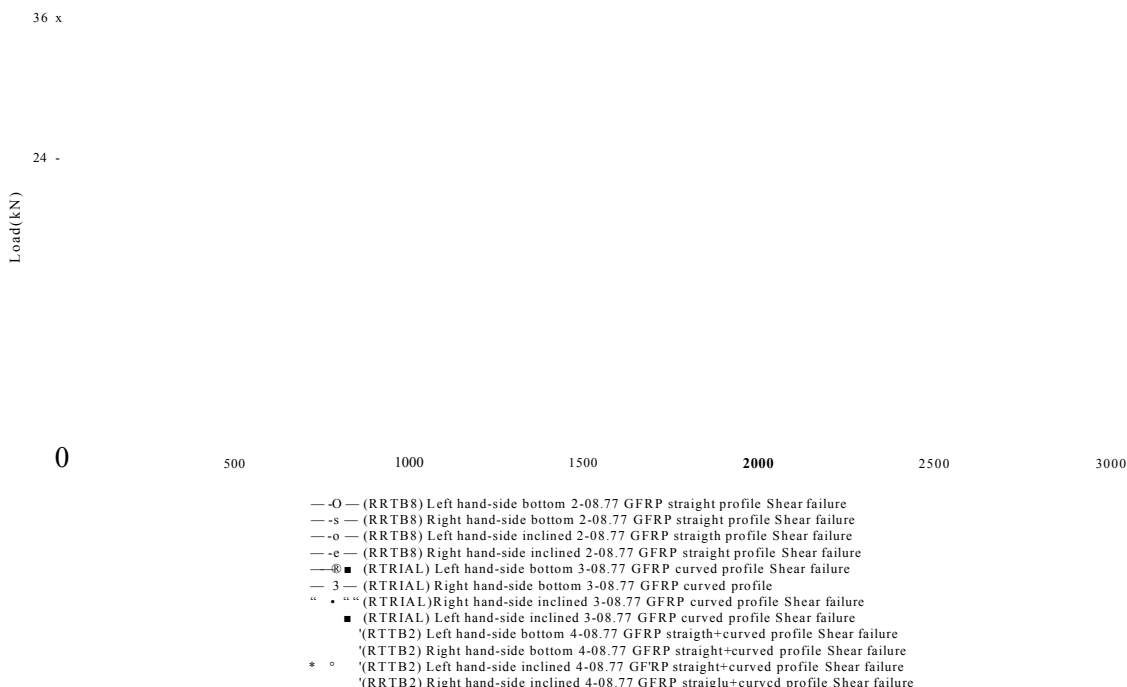 36 x
24 -
Load(kN)
0
500 1000 1500 2000 2500 3000
— -O — (RRTB8) Left hand-side bottom 2-08.77 GFRP straight profile Shear failure
— -s — (RRTB8) Right hand-side bottom 2-08.77 GFRP straight profile Shear failure
— -o — (RRTB8) Left hand-side inclined 2-08.77 GFRP straigth profile Shear failure
— -e — (RRTB8) Right hand-side inclined 2-08.77 GFRP straight profile Shear failure
—® ■ (RTRIAL) Left hand-side bottom 3-08.77 GFRP curved profile Shear failure
— 3 — (RTRIAL) Right hand-side bottom 3-08.77 GFRP curved profile
“ • ““ (RTRIAL)Right hand-side inclined 3-08.77 GFRP curved profile Shear failure
■ (RTRIAL) Left hand-side inclined 3-08.77 GFRP curved profile Shear failure
'(RTTB2) Left hand-side bottom 4-08.77 GFRP straigth+curved profile Shear failure
'(RTTB2) Right hand-side bottom 4-08.77 GFRP straight+curved profile Shear failure
* ° '(RTTB2) Left hand-side inclined 4-08.77 GF'RP straight+curved profile Shear failure
'(RRTB2) Right hand-side inclined 4-08.77 GFRP straiglu+curvcd profile Shear failure